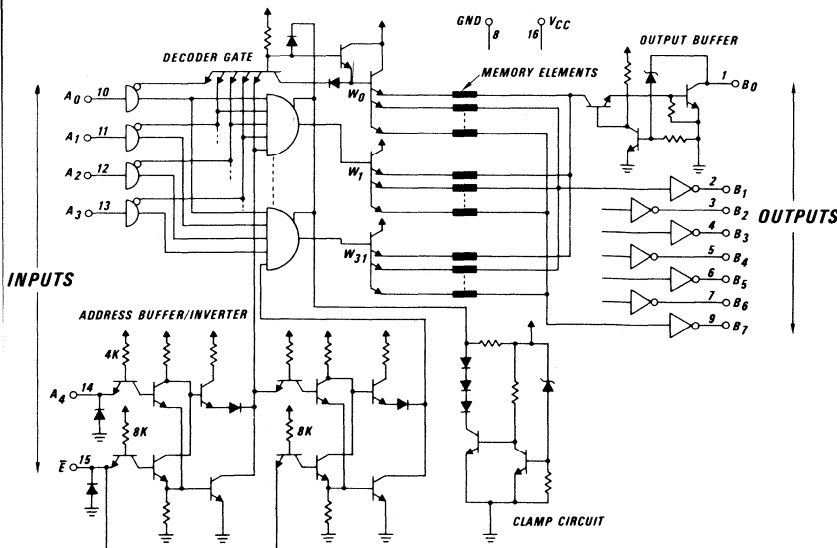 GND 8
16 VCC
OUTPUT BUFFER
DECODER GATE
MEMORY ELEMENTS
1 B0
A0 10
W0
A1 11
A2 12
W1
2 B1
A3 13
3 B2
OUTPUTS
4 B3
W31
5 B4
INPUTS
6 B5
7 B6
ADDRESS BUFFER/INVERTER
9 B7
4K
A4 14
8K
8K
E̅ 15
CLAMP CIRCUIT